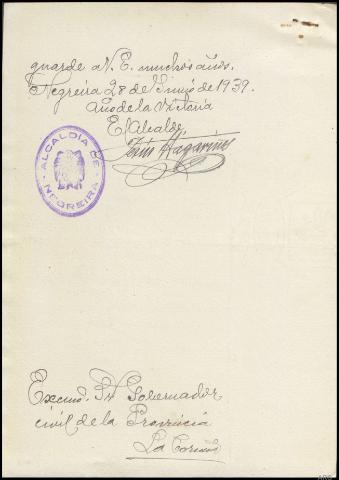 guarde a V. E. muchos años.
Negreira 28 de Junio de 1939.
Año de la Victoria
El Alcalde,
ALCALDIA DE
NEGREIRA
Excmo. Sr Gobernador
civil de la Provincia
La Coruña